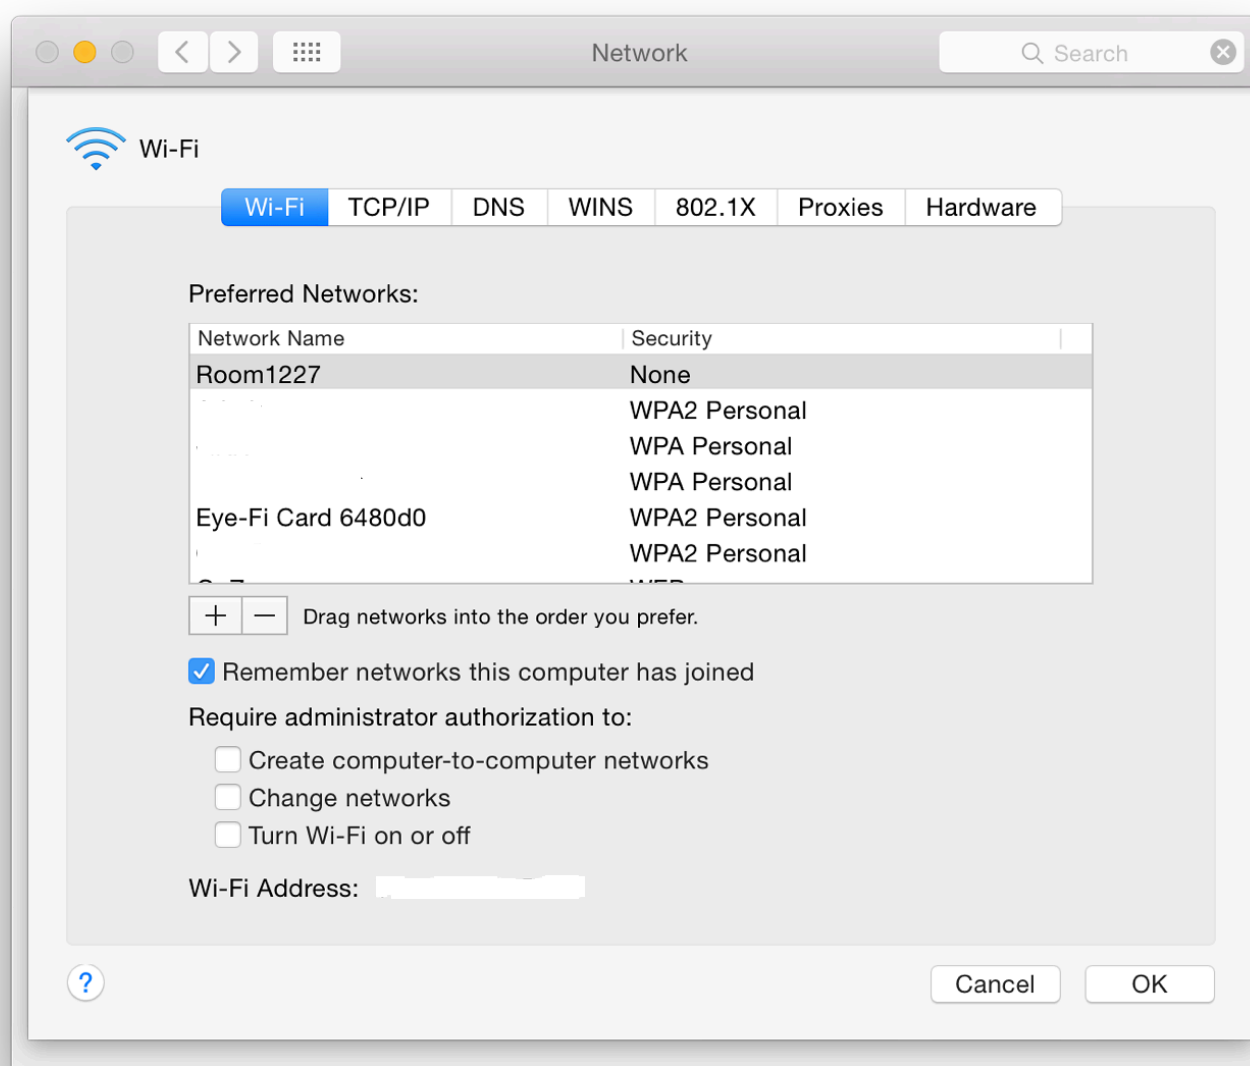 Network
Search
Wi-Fi
Wi-Fi TCP/IP DNS WINS 802.1X Proxies Hardware
Preferred Networks:
Network Name Security
Room1227 None
WPA2 Personal
WPA Personal
WPA Personal
Eye-Fi Card 6480d0 WPA2 Personal
WPA2 Personal
+ − Drag networks into the order you prefer.
Remember networks this computer has joined
Require administrator authorization to:
Create computer-to-computer networks
Change networks
Turn Wi-Fi on or off
Wi-Fi Address:
? Cancel OK